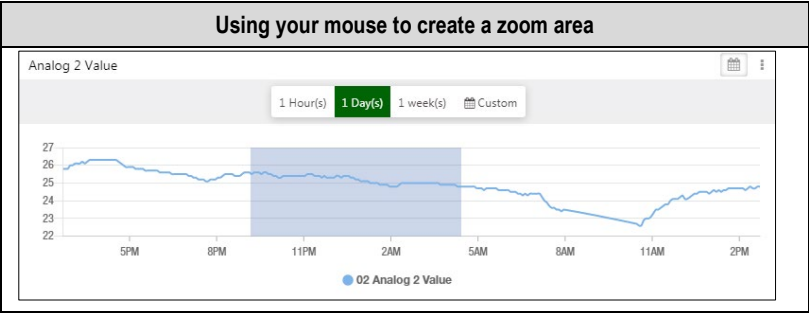 Using your mouse to create a zoom area
Analog 2 Value
1 Hour(s) 1 Day(s) 1 week(s) Custom
27
26
25
24
23
22
5PM 8PM 11PM 2AM 5AM 8AM 11AM 2PM
02 Analog 2 Value